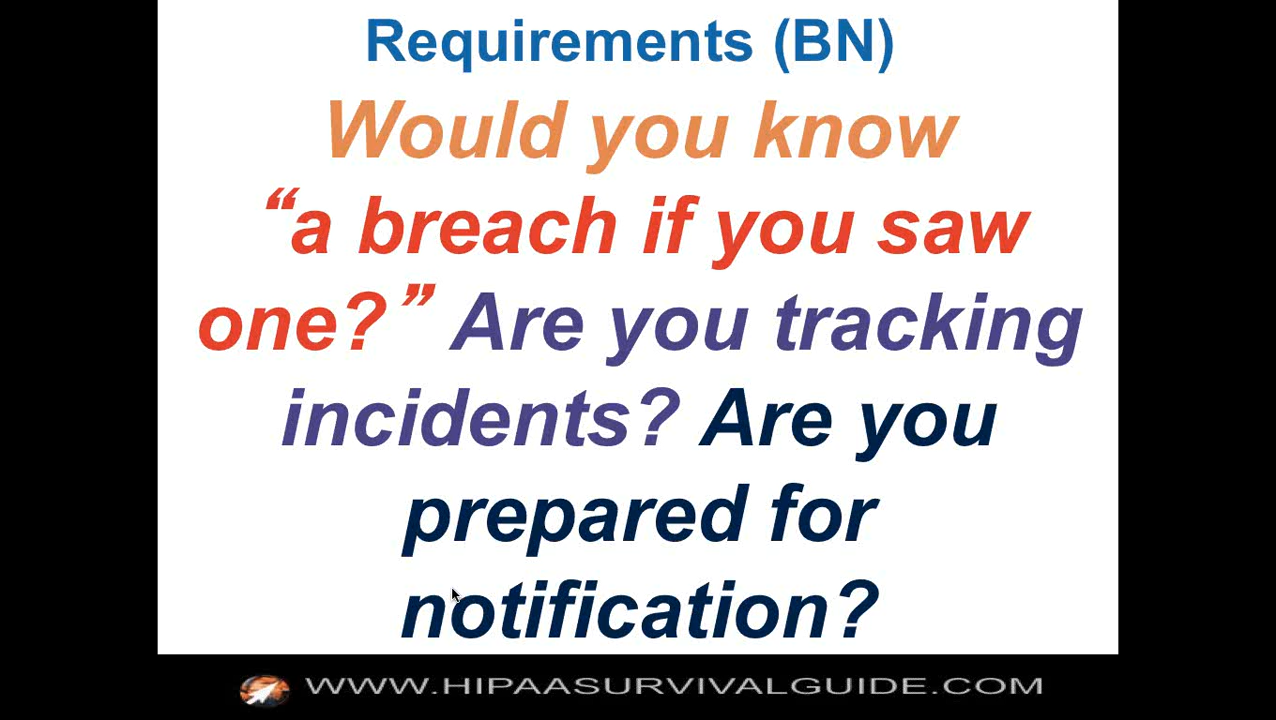 Requirements (BN)
Would you know
“a breach if you saw
one?” Are you tracking
incidents? Are you
prepared for
notification?
WWW.HIPAASURVIVALGUIDE.COM